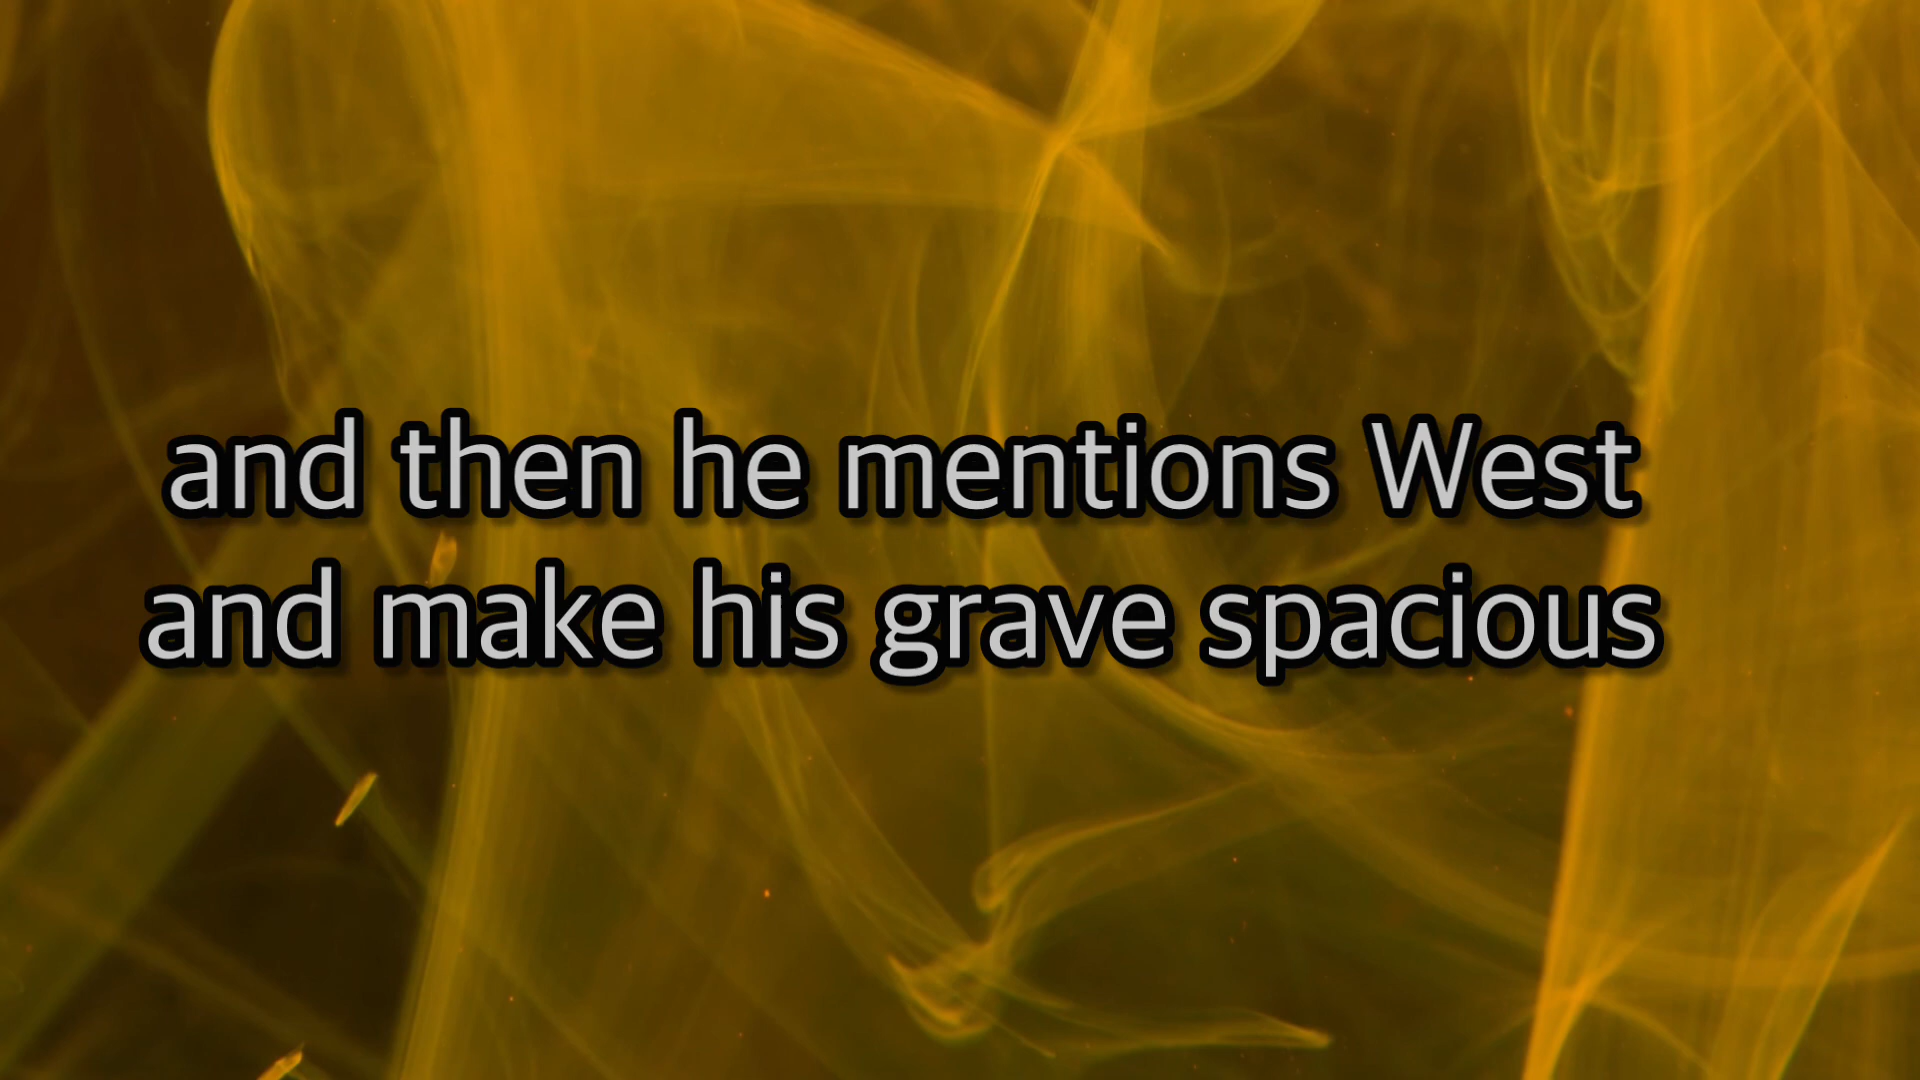 and then he mentions West
and make his grave spacious